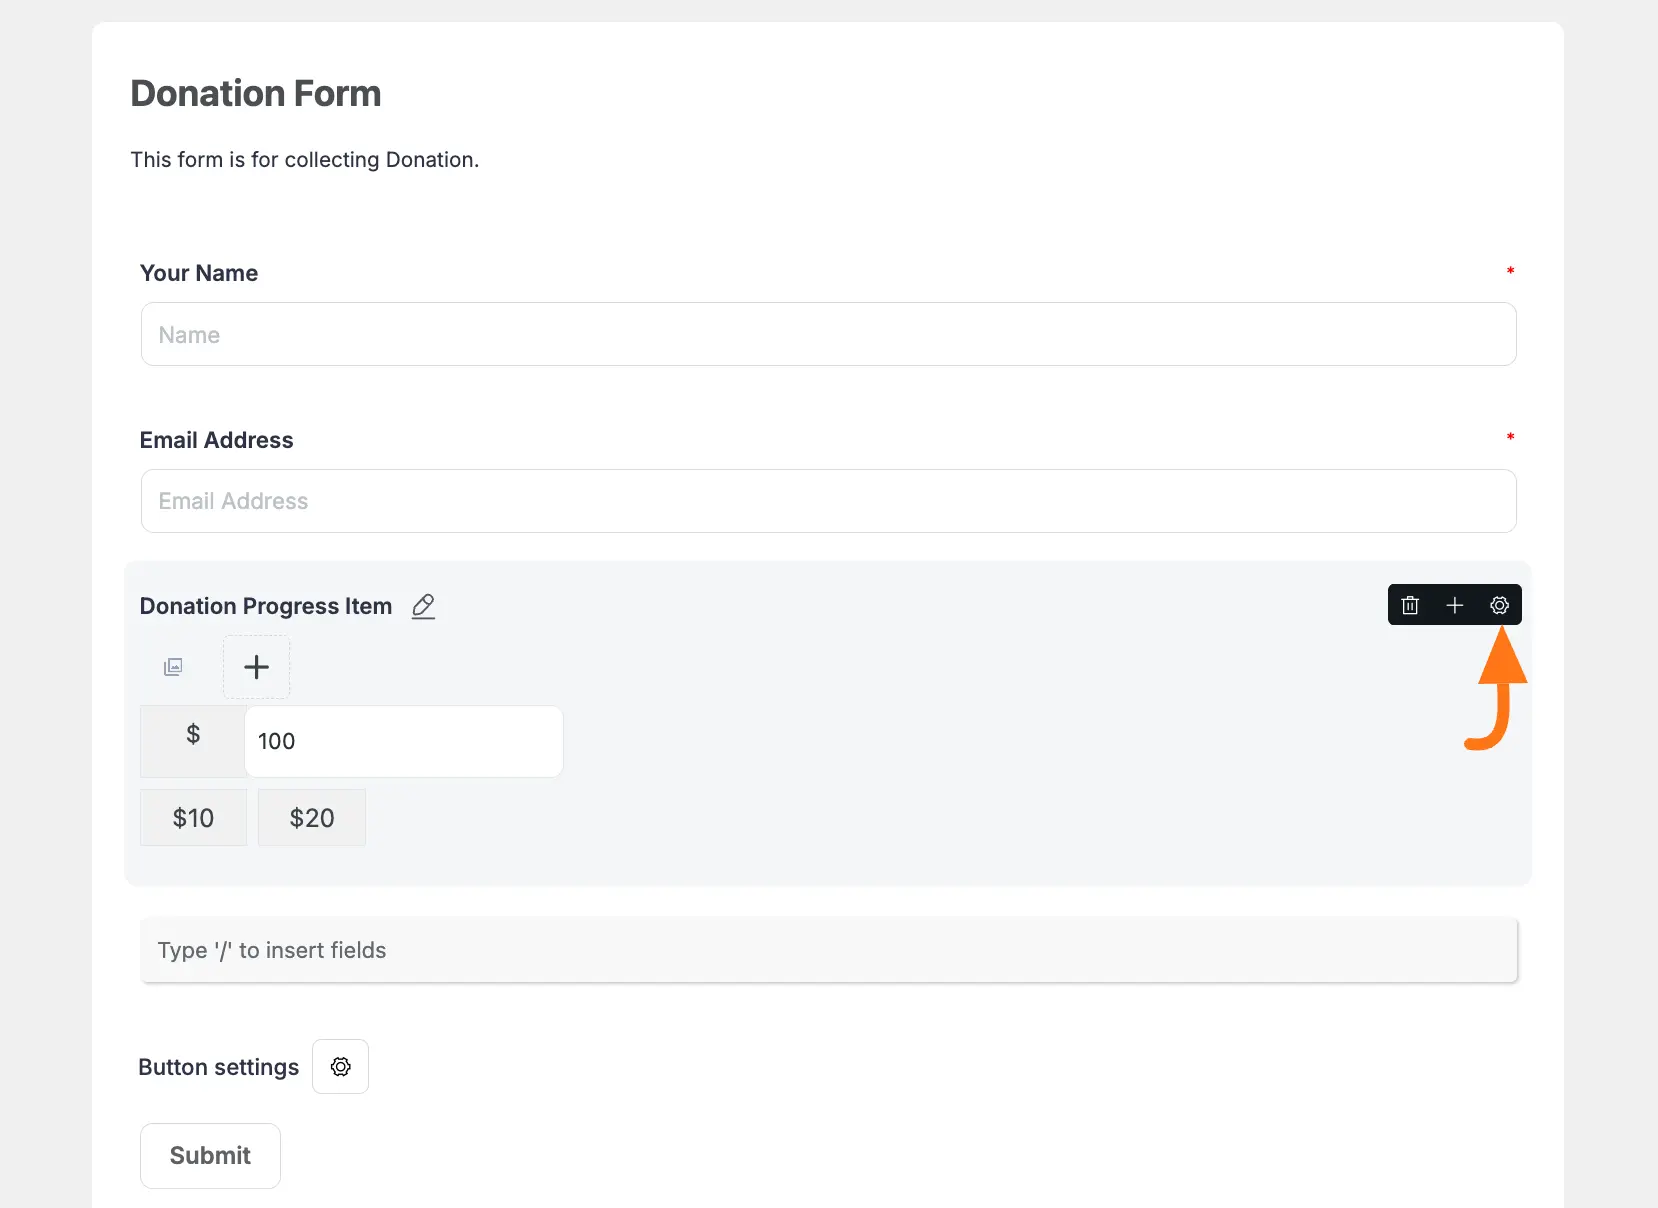 Donation Form
This form is for collecting Donation.
Your Name *
Name
Email Address *
Email Address
Donation Progress Item
$ 100
$10 $20
Type '/' to insert fields
Button settings
Submit